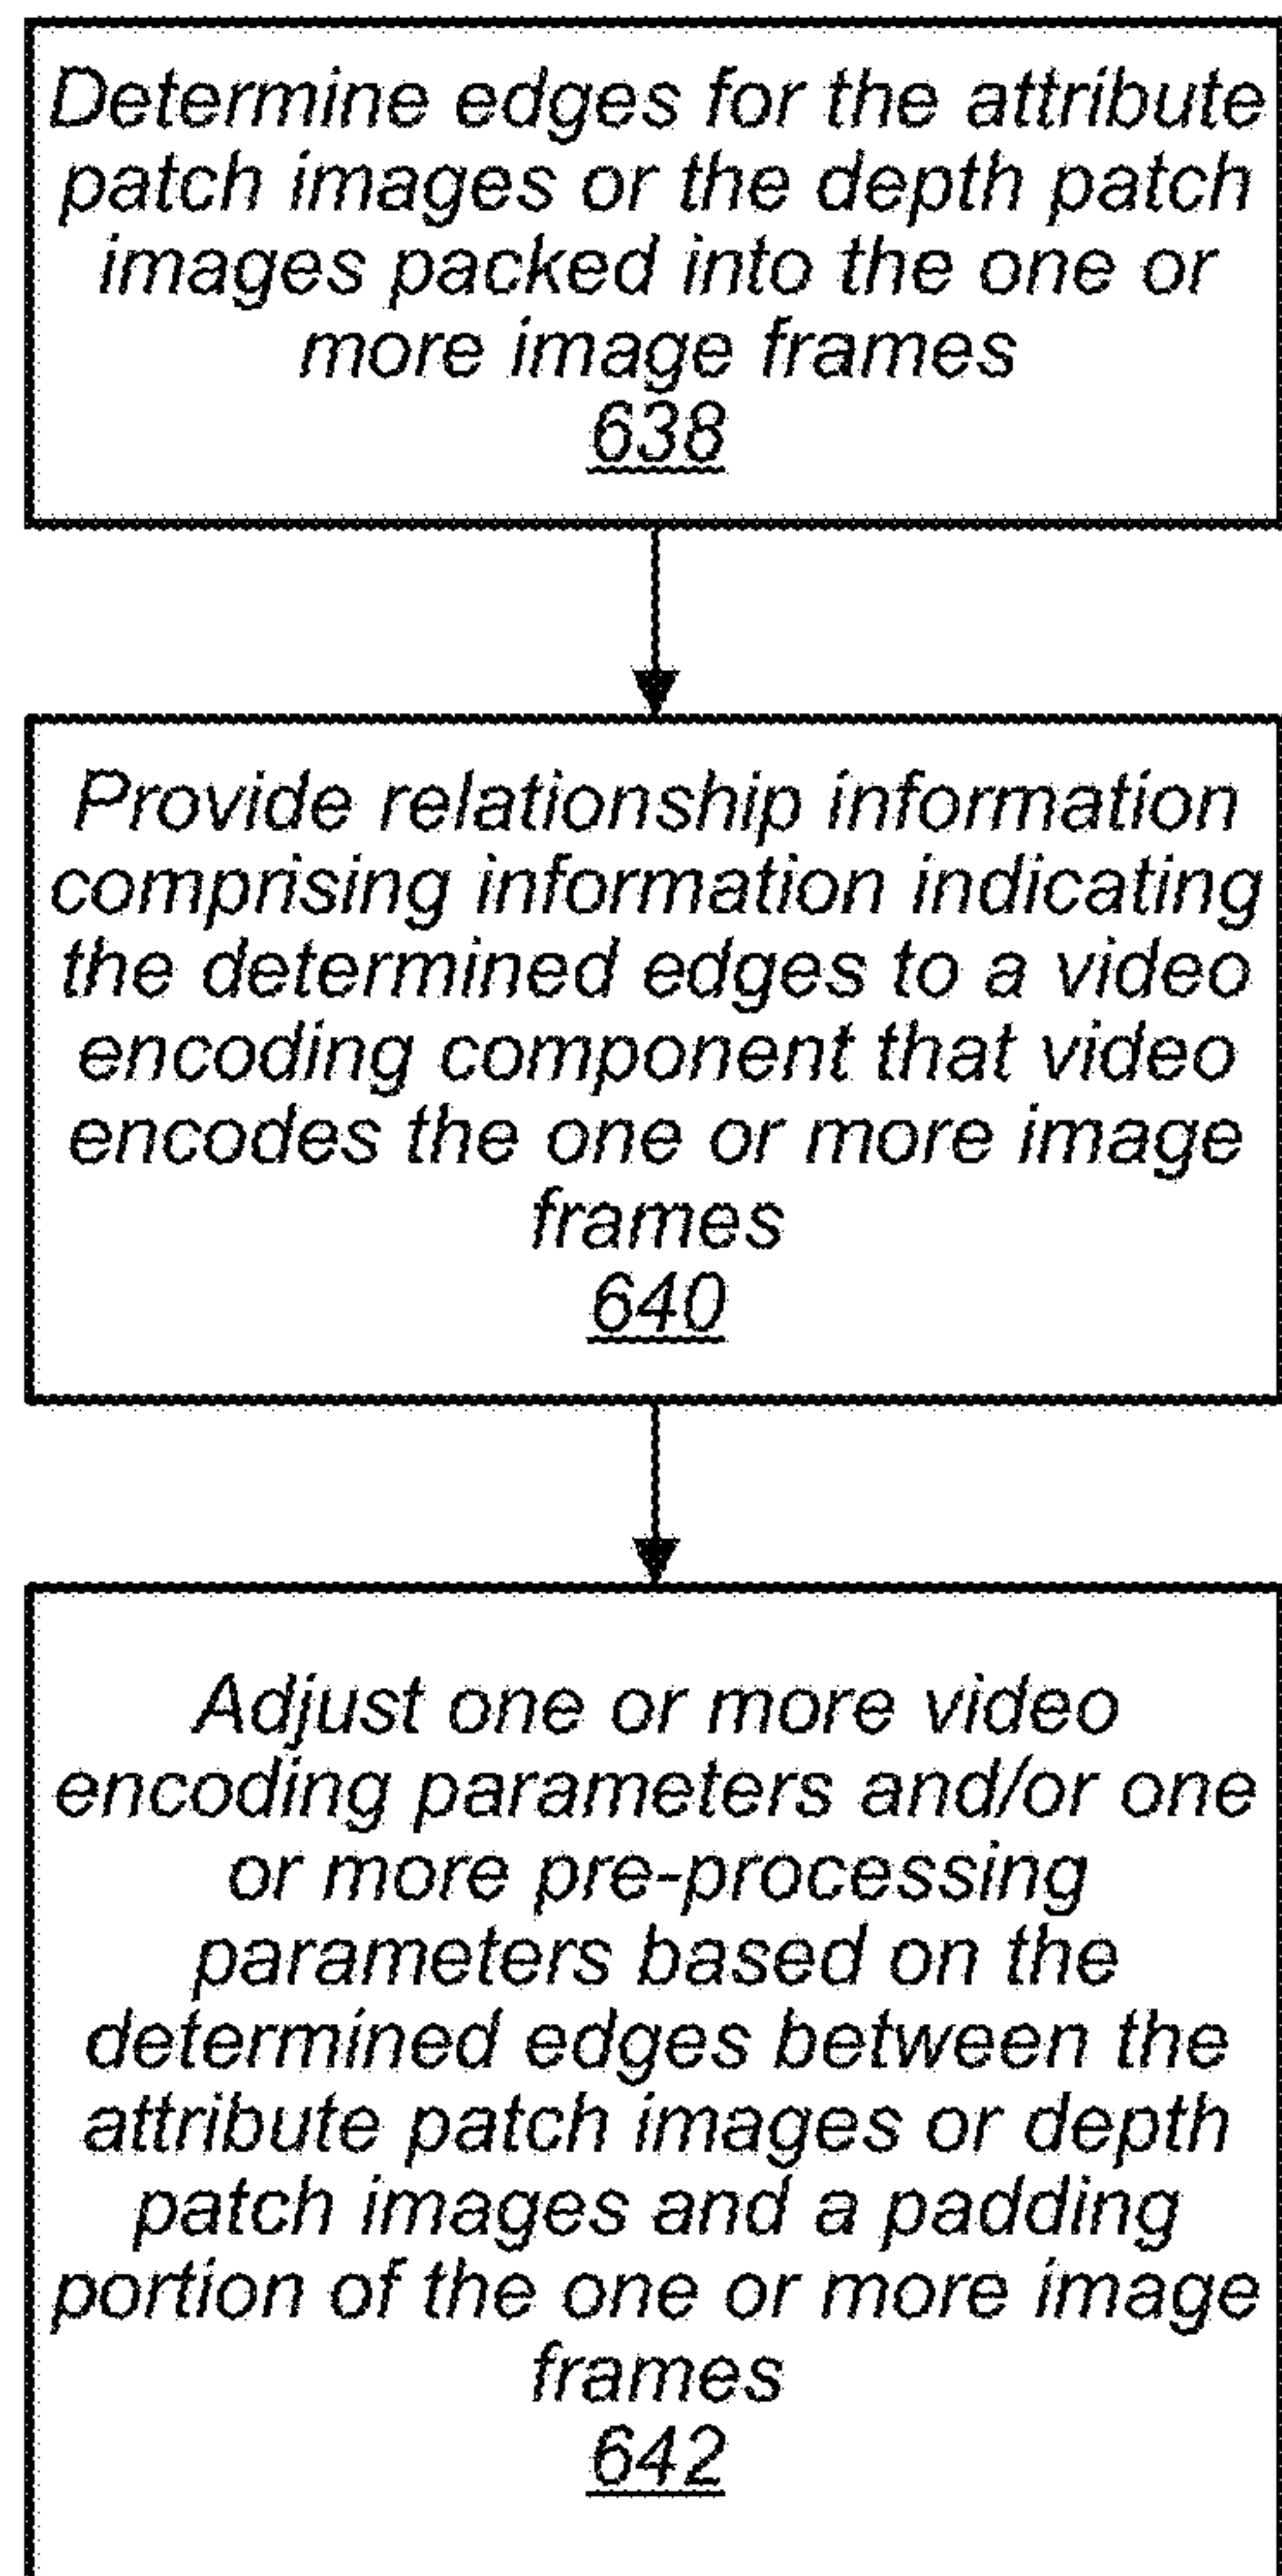 Determine edges for the attribute
patch images or the depth patch
images packed into the one or
more image frames
638
Provide relationship information
comprising information indicating
the determined edges to a video
encoding component that video
encodes the one or more image
frames
640
Adjust one or more video
encoding parameters and/or one
or more pre-processing
parameters based on the
determined edges between the
attribute patch images or depth
patch images and a padding
portion of the one or more image
frames
642